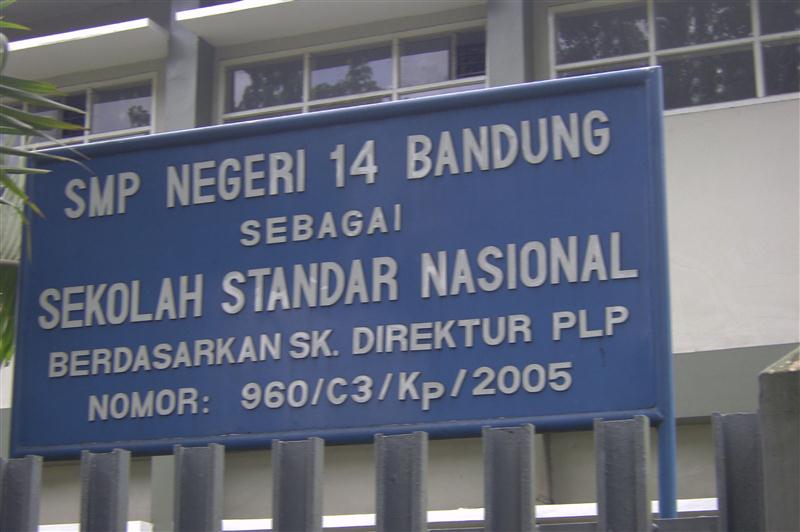 SMP NEGERI 14 BANDUNG
SEBAGAI
SEKOLAH STANDAR NASIONAL
BERDASARKAN SK. DIREKTUR PLP
NOMOR: 960/C3/Kp/2005